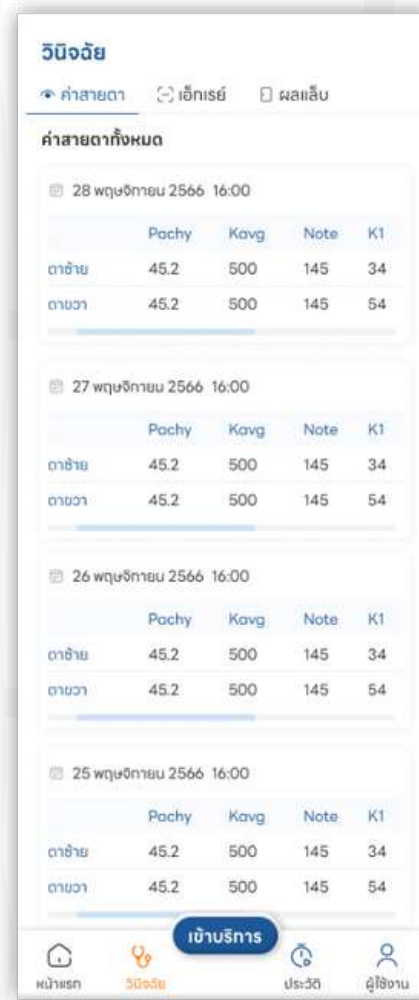 วินิจฉัย
ค่าสายตา เอ็กเรย์ ผลแล็บ
ค่าสายตาทั้งหมด
28 พฤษจิกายน 2566 16:00
Pachy Kavg Note K1
ตาซ้าย 45.2 500 145 34
ตาขวา 45.2 500 145 54
27 พฤษจิกายน 2566 16:00
Pachy Kavg Note K1
ตาซ้าย 45.2 500 145 34
ตาขวา 45.2 500 145 54
26 พฤษจิกายน 2566 16:00
Pachy Kavg Note K1
ตาซ้าย 45.2 500 145 34
ตาขวา 45.2 500 145 54
25 พฤษจิกายน 2566 16:00
Pachy Kavg Note K1
ตาซ้าย 45.2 500 145 34
ตาขวา 45.2 500 145 54
เข้าบริการ
หน้าแรก วินิจฉัย ประวัติ ผู้ใช้งาน